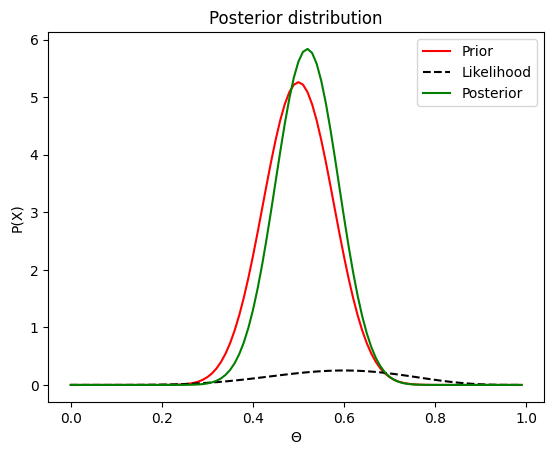 Posterior distribution
Prior
Likelihood
Posterior
P(X)
6
5
4
3
2
1
0
0.0 0.2 0.4 0.6 0.8 1.0
Θ